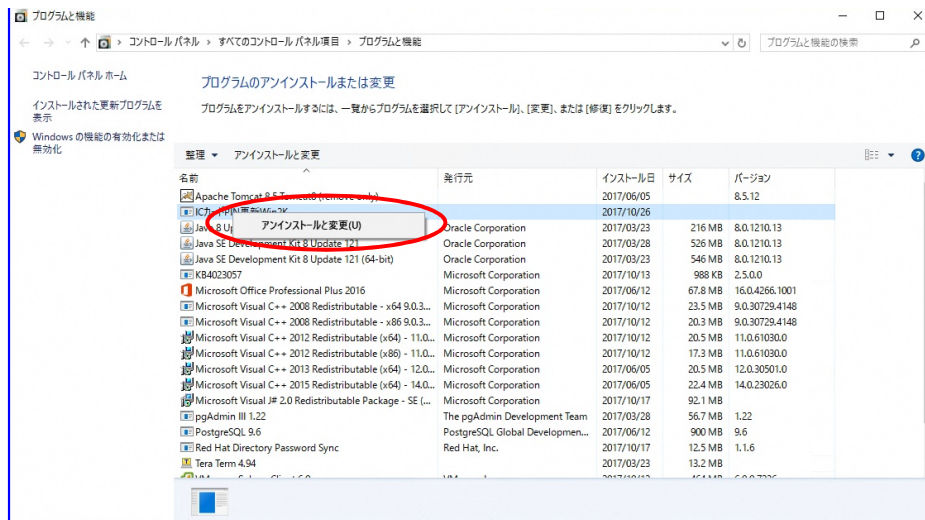 プログラムと機能
コントロール パネル › すべてのコントロール パネル項目 › プログラムと機能
プログラムと機能の検索
コントロール パネル ホーム
インストールされた更新プログラムを
表示
Windows の機能の有効化または
無効化
プログラムのアンインストールまたは変更
プログラムをアンインストールするには、一覧からプログラムを選択して [アンインストール]、[変更]、または [修復] をクリックします。
整理 ▼ アンインストールと変更
名前 発行元 インストール日 サイズ バージョン
Apache Tomcat 8.5 Tomcat8 (remove only) 2017/06/05 8.5.12
ICカードPIN更新Win2K 2017/10/26
アンインストールと変更(U)
Java 8 Up Oracle Corporation 2017/03/23 216 MB 8.0.1210.13
Java SE Development Kit 8 Update 121 Oracle Corporation 2017/03/28 526 MB 8.0.1210.13
Java SE Development Kit 8 Update 121 (64-bit) Oracle Corporation 2017/03/23 546 MB 8.0.1210.13
KB4023057 Microsoft Corporation 2017/10/13 988 KB 2.5.0.0
Microsoft Office Professional Plus 2016 Microsoft Corporation 2017/06/12 67.8 MB 16.0.4266.1001
Microsoft Visual C++ 2008 Redistributable - x64 9.0.3... Microsoft Corporation 2017/10/12 23.5 MB 9.0.30729.4148
Microsoft Visual C++ 2008 Redistributable - x86 9.0.3... Microsoft Corporation 2017/10/12 20.3 MB 9.0.30729.4148
Microsoft Visual C++ 2012 Redistributable (x64) - 11.0... Microsoft Corporation 2017/10/12 20.5 MB 11.0.61030.0
Microsoft Visual C++ 2012 Redistributable (x86) - 11.0... Microsoft Corporation 2017/10/12 17.3 MB 11.0.61030.0
Microsoft Visual C++ 2013 Redistributable (x64) - 12.0... Microsoft Corporation 2017/06/05 20.5 MB 12.0.30501.0
Microsoft Visual C++ 2015 Redistributable (x64) - 14.0... Microsoft Corporation 2017/06/05 22.4 MB 14.0.23026.0
Microsoft Visual J# 2.0 Redistributable Package - SE (... Microsoft Corporation 2017/10/17 92.1 MB
pgAdmin III 1.22 The pgAdmin Development Team 2017/03/28 56.7 MB 1.22
PostgreSQL 9.6 PostgreSQL Global Developmen... 2017/06/12 900 MB 9.6
Red Hat Directory Password Sync Red Hat, Inc. 2017/10/17 12.5 MB 1.1.6
Tera Term 4.94 2017/03/23 13.2 MB